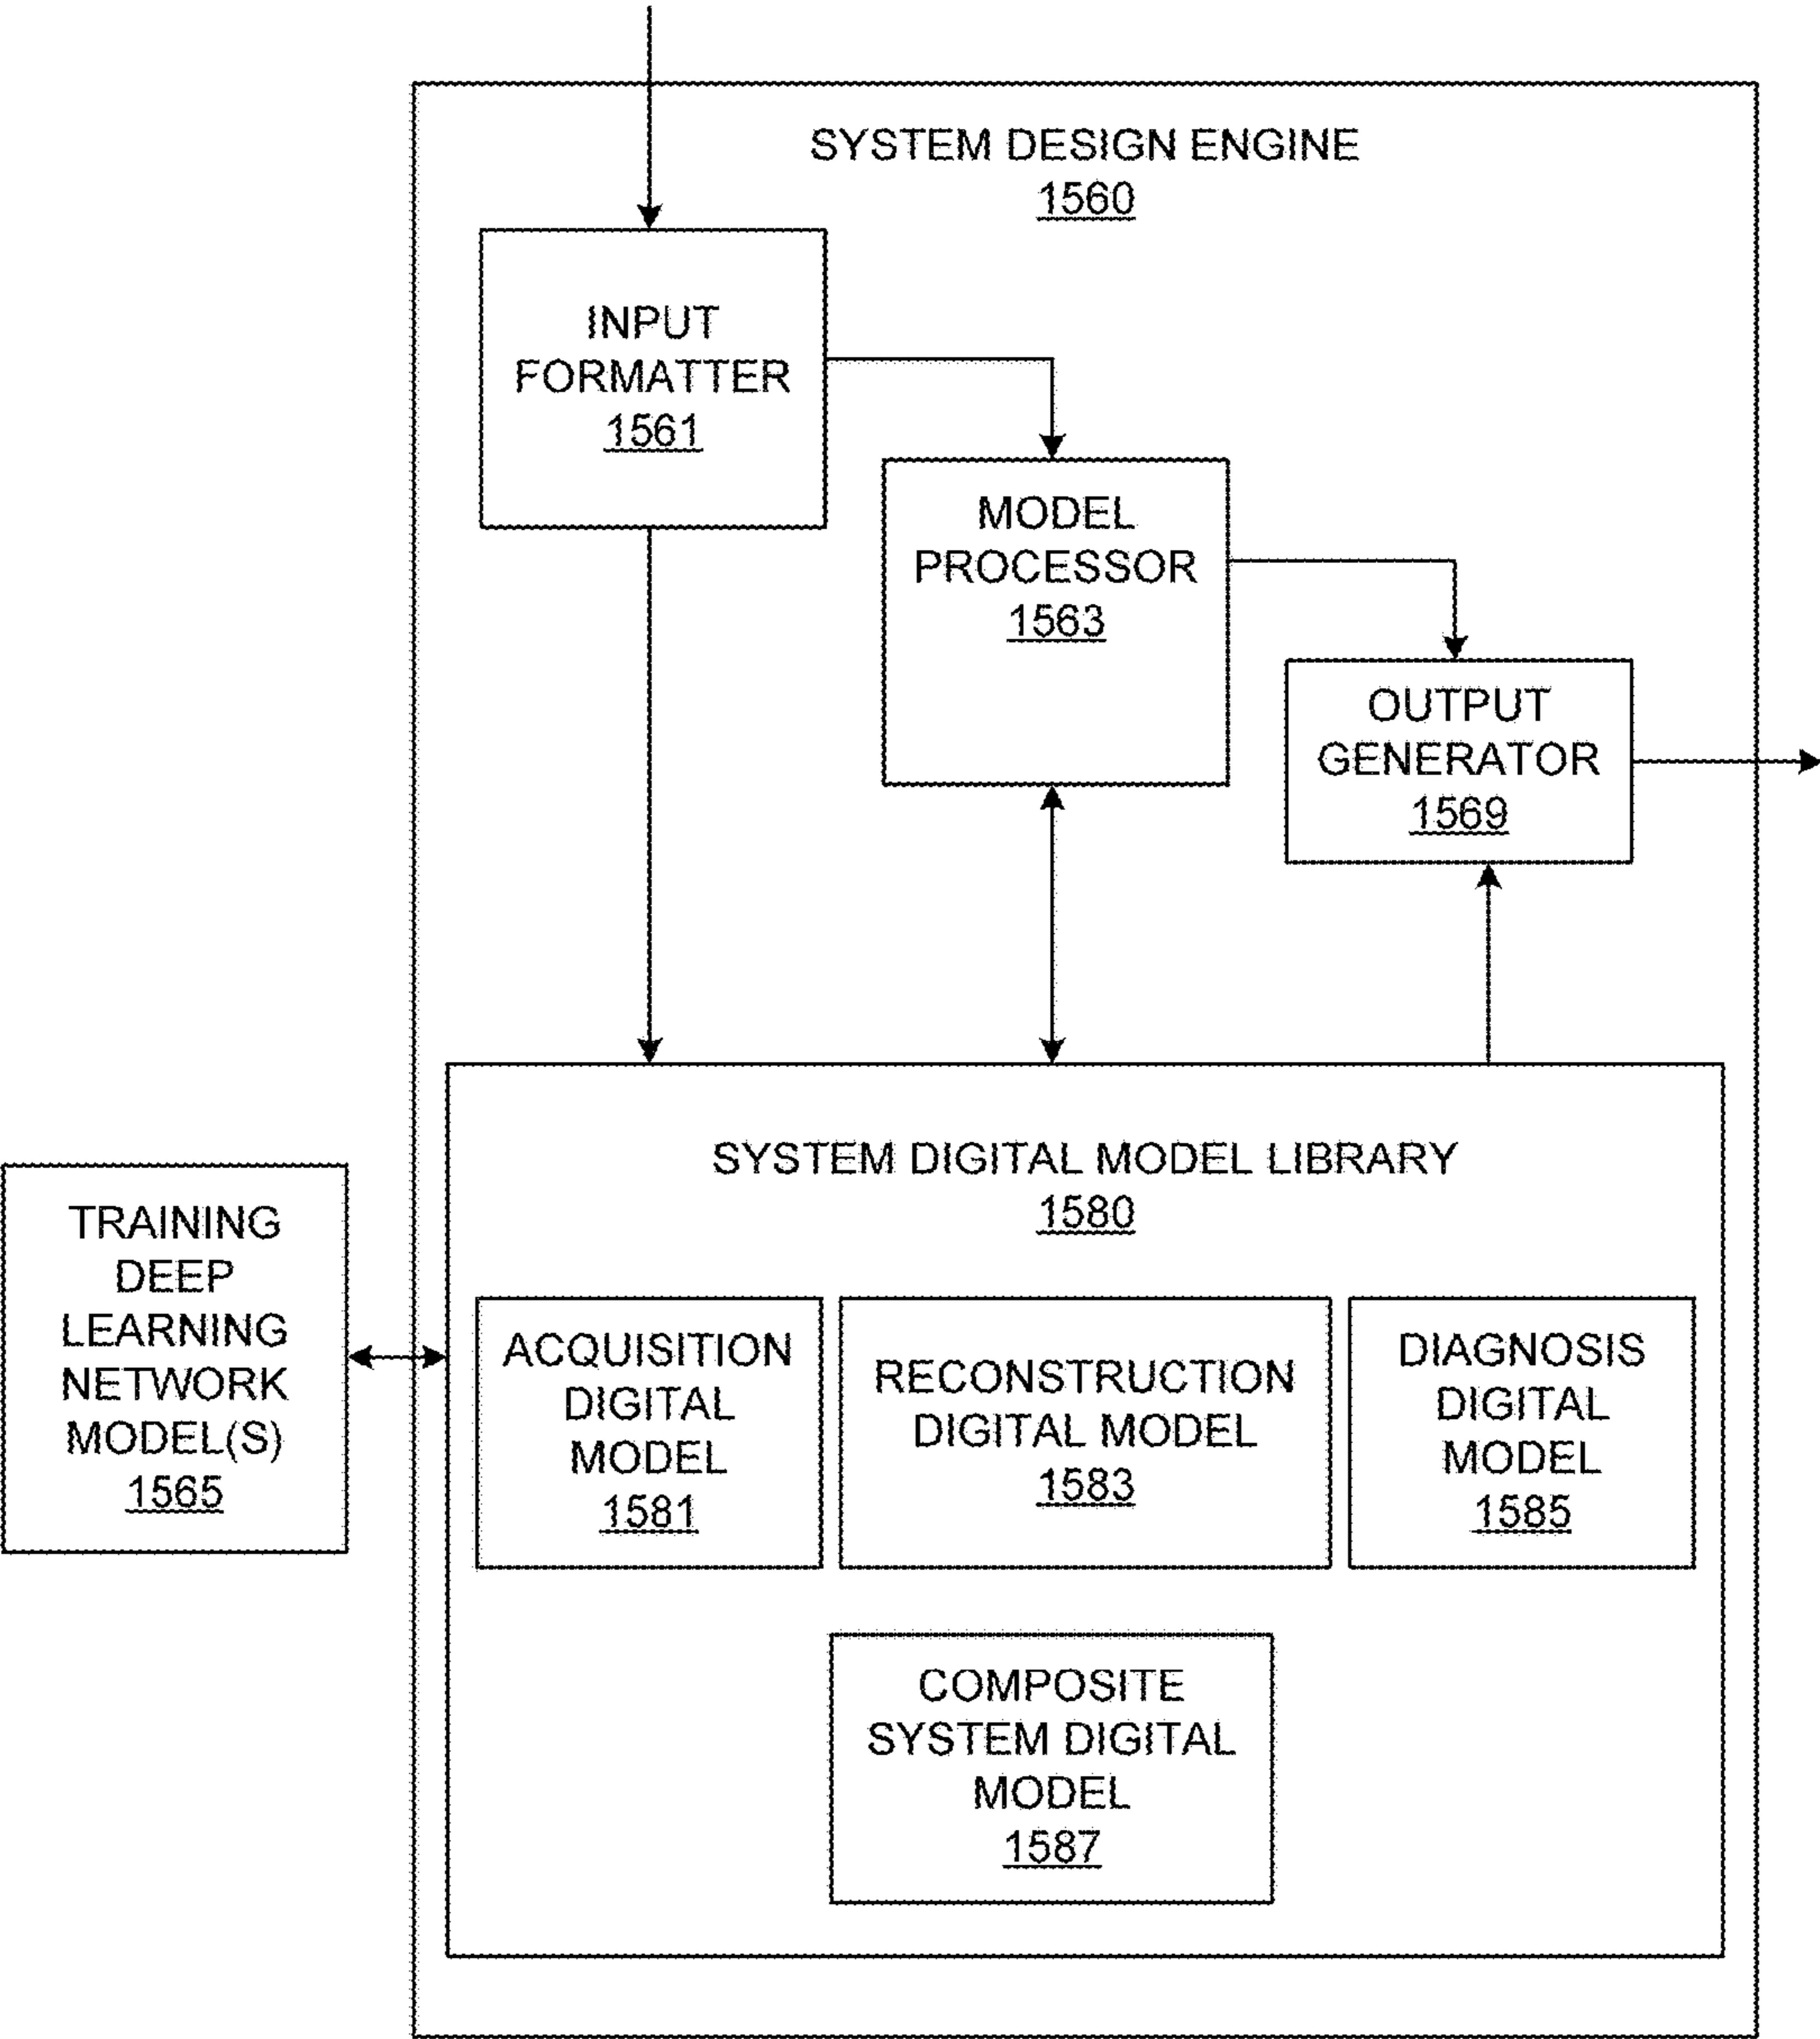 SYSTEM DESIGN ENGINE
1560
INPUT
FORMATTER
1561
MODEL
PROCESSOR
1563
OUTPUT
GENERATOR
1569
SYSTEM DIGITAL MODEL LIBRARY
1580
TRAINING
DEEP
LEARNING
NETWORK
MODEL(S)
1565
ACQUISITION
DIGITAL
MODEL
1581
RECONSTRUCTION
DIGITAL MODEL
1583
DIAGNOSIS
DIGITAL
MODEL
1585
COMPOSITE
SYSTEM DIGITAL
MODEL
1587